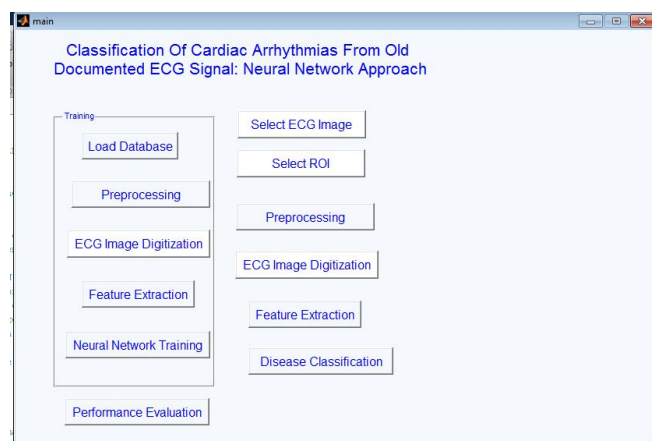 main
Classification Of Cardiac Arrhythmias From Old
Documented ECG Signal: Neural Network Approach
Training
Load Database
Preprocessing
ECG Image Digitization
Feature Extraction
Neural Network Training
Performance Evaluation
Select ECG Image
Select ROI
Preprocessing
ECG Image Digitization
Feature Extraction
Disease Classification